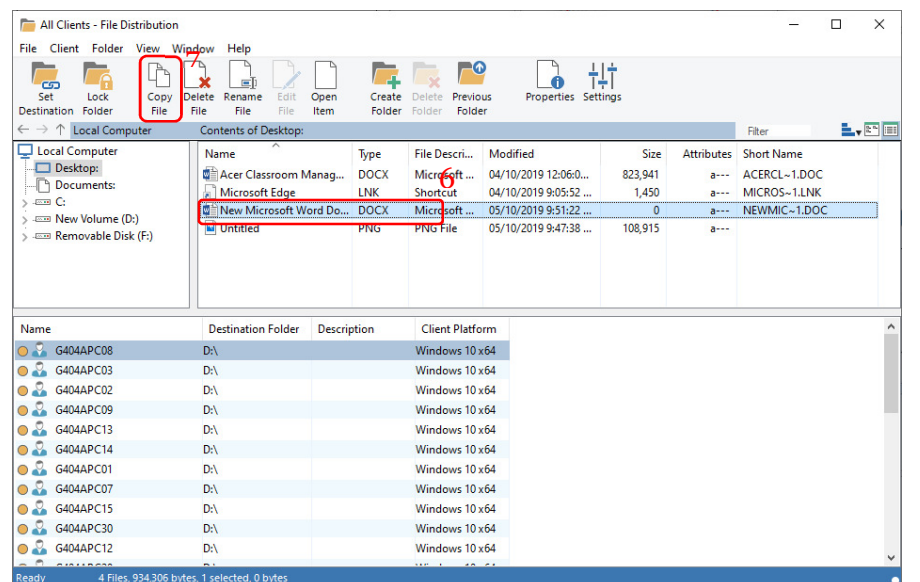 All Clients - File Distribution
File Client Folder View Window Help
7
Set Destination Lock Folder Copy File Delete File Rename File Edit File Open Item Create Folder Delete Folder Previous Folder Properties Settings
Local Computer Contents of Desktop: Filter
Local Computer
Desktop:
Documents:
C:
New Volume (D:)
Removable Disk (F:)
Name Type File Descri... Modified Size Attributes Short Name
Acer Classroom Manag... DOCX Microsoft ... 04/10/2019 12:06:0... 823,941 a--- ACERCL~1.DOC
6
Microsoft Edge LNK Shortcut 04/10/2019 9:05:52 ... 1,450 a--- MICROS~1.LNK
New Microsoft Word Do... DOCX Microsoft ... 05/10/2019 9:51:22 ... 0 a--- NEWMIC~1.DOC
Untitled PNG PNG File 05/10/2019 9:47:38 ... 108,915 a---
Name Destination Folder Description Client Platform
G404APC08 D:\ Windows 10 x64
G404APC03 D:\ Windows 10 x64
G404APC02 D:\ Windows 10 x64
G404APC09 D:\ Windows 10 x64
G404APC13 D:\ Windows 10 x64
G404APC14 D:\ Windows 10 x64
G404APC01 D:\ Windows 10 x64
G404APC07 D:\ Windows 10 x64
G404APC15 D:\ Windows 10 x64
G404APC30 D:\ Windows 10 x64
G404APC12 D:\ Windows 10 x64
Ready 4 Files, 934,306 bytes, 1 selected, 0 bytes